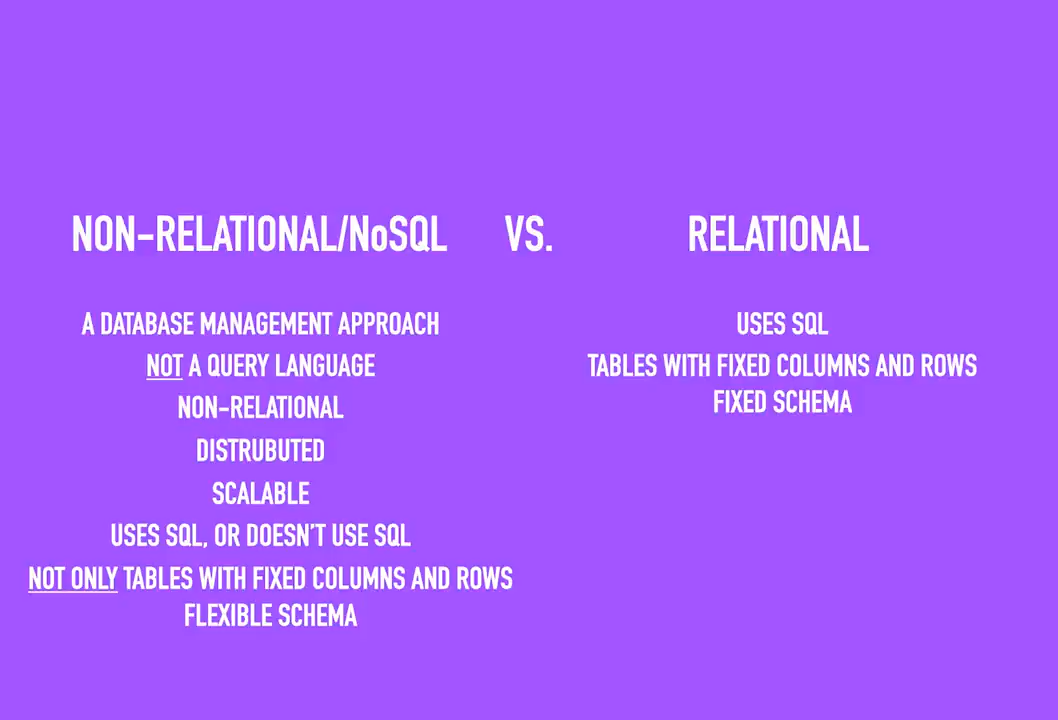 NON-RELATIONAL/NoSQL VS. RELATIONAL
A DATABASE MANAGEMENT APPROACH
NOT A QUERY LANGUAGE
NON-RELATIONAL
DISTRUBUTED
SCALABLE
USES SQL, OR DOESN'T USE SQL
NOT ONLY TABLES WITH FIXED COLUMNS AND ROWS
FLEXIBLE SCHEMA
USES SQL
TABLES WITH FIXED COLUMNS AND ROWS
FIXED SCHEMA